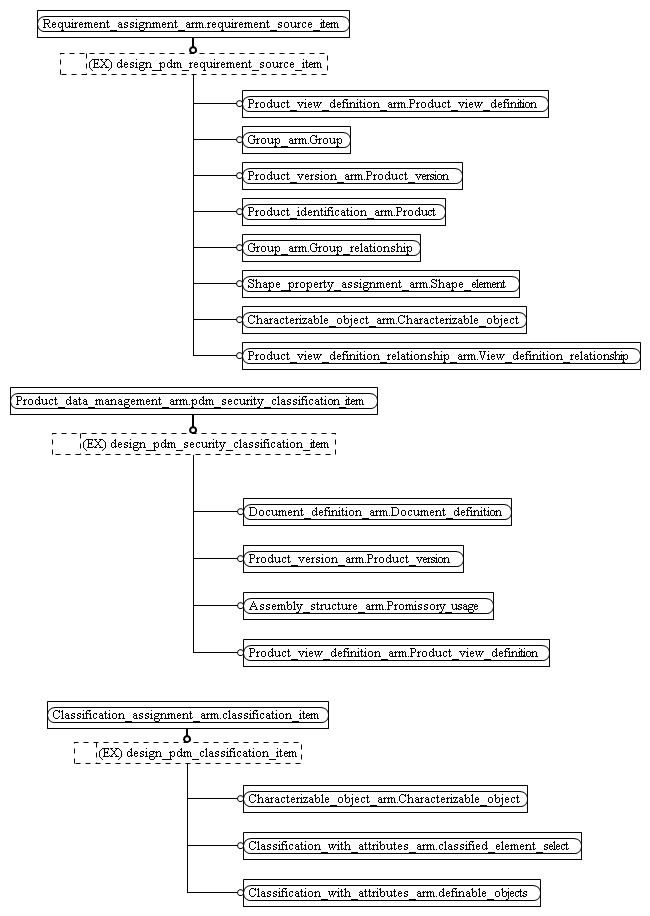 Requirement_assignment_arm.requirement_source_item
(EX) design_pdm_requirement_source_item
Product_view_definition_arm.Product_view_definition
Group_arm.Group
Product_version_arm.Product_version
Product_identification_arm.Product
Group_arm.Group_relationship
Shape_property_assignment_arm.Shape_element
Characterizable_object_arm.Characterizable_object
Product_view_definition_relationship_arm.View_definition_relationship
Product_data_management_arm.pdm_security_classification_item
(EX) design_pdm_security_classification_item
Document_definition_arm.Document_definition
Product_version_arm.Product_version
Assembly_structure_arm.Promissory_usage
Product_view_definition_arm.Product_view_definition
Classification_assignment_arm.classification_item
(EX) design_pdm_classification_item
Characterizable_object_arm.Characterizable_object
Classification_with_attributes_arm.classified_element_select
Classification_with_attributes_arm.definable_objects